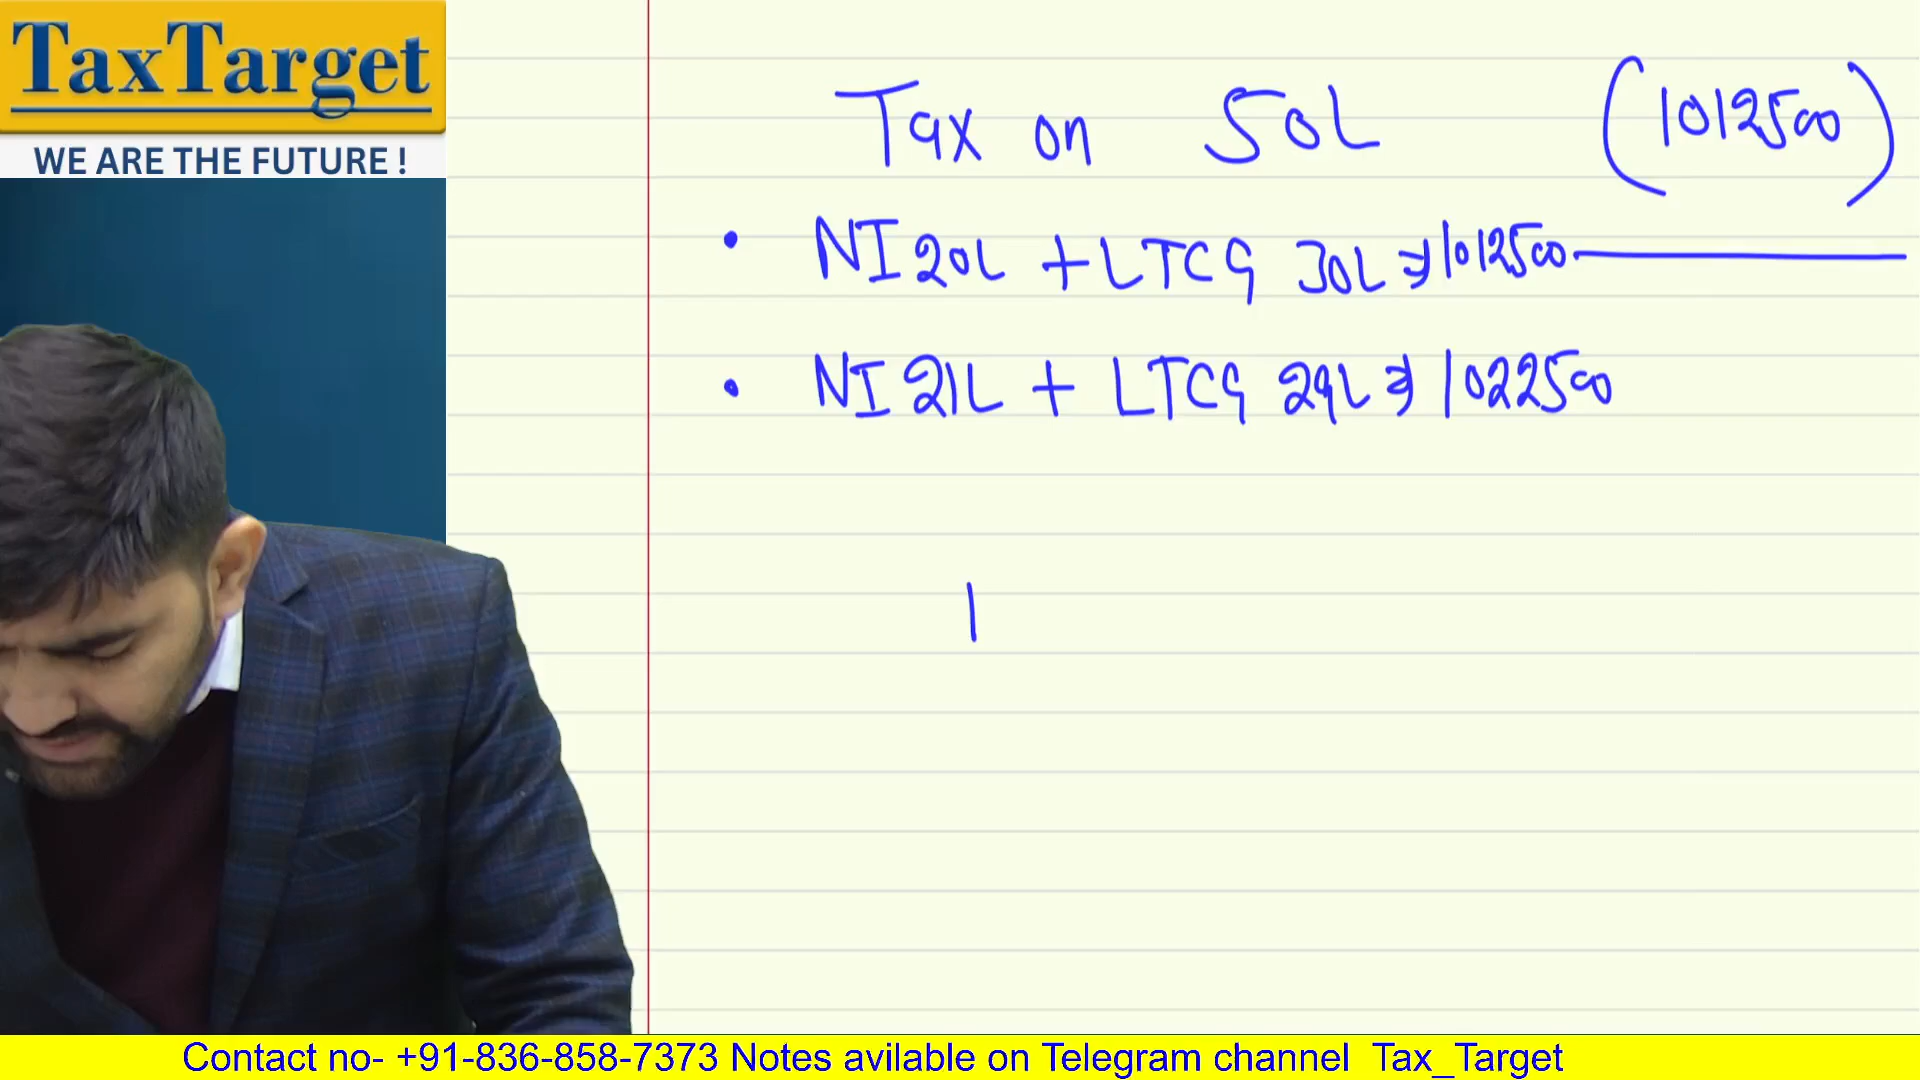 TaxTarget
WE ARE THE FUTURE !
Tax on 50L (1012500)
• NI 20L + LTCG 30L ⇒ 1012500
• NI 21L + LTCG 29L ⇒ 1022500
|
Contact no- +91-836-858-7373 Notes avilable on Telegram channel Tax_Target